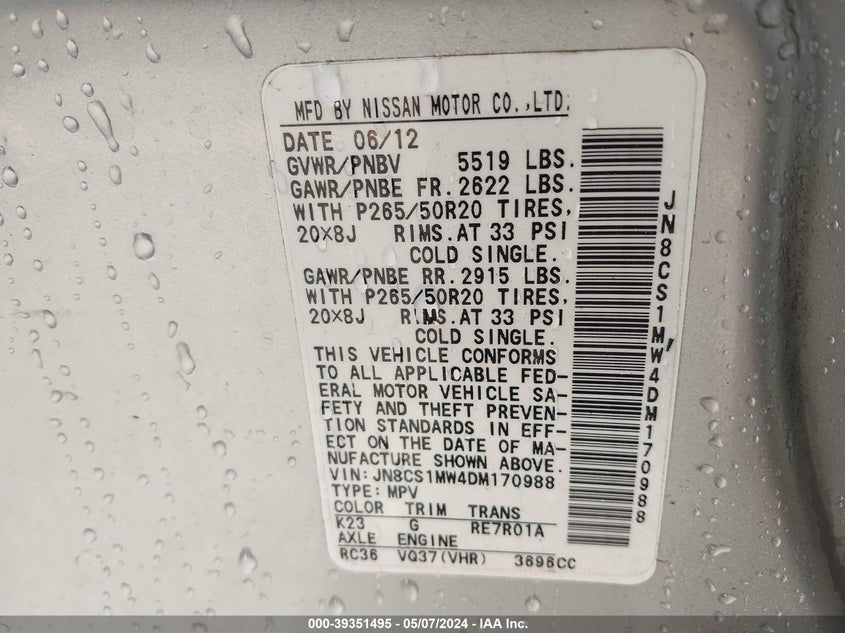 MFD BY NISSAN MOTOR CO.,LTD.
DATE 06/12
GVWR/PNBV 5519 LBS.
GAWR/PNBE FR. 2622 LBS.
WITH P265/50R20 TIRES,
20X8J RIMS.AT 33 PSI
COLD SINGLE.
GAWR/PNBE RR. 2915 LBS.
WITH P265/50R20 TIRES,
20X8J RIMS.AT 33 PSI
COLD SINGLE.
THIS VEHICLE CONFORMS
TO ALL APPLICABLE FED-
ERAL MOTOR VEHICLE SA-
FETY AND THEFT PREVEN-
TION STANDARDS IN EFF-
ECT ON THE DATE OF MA-
NUFACTURE SHOWN ABOVE.
VIN:JN8CS1MW4DM170988
TYPE:MPV
COLOR TRIM TRANS
K23 G RE7R01A
AXLE ENGINE
RC36 VQ37(VHR) 3696CC
JN8CS1MW4DM170988
000-39351495 - 05/07/2024 - IAA Inc.